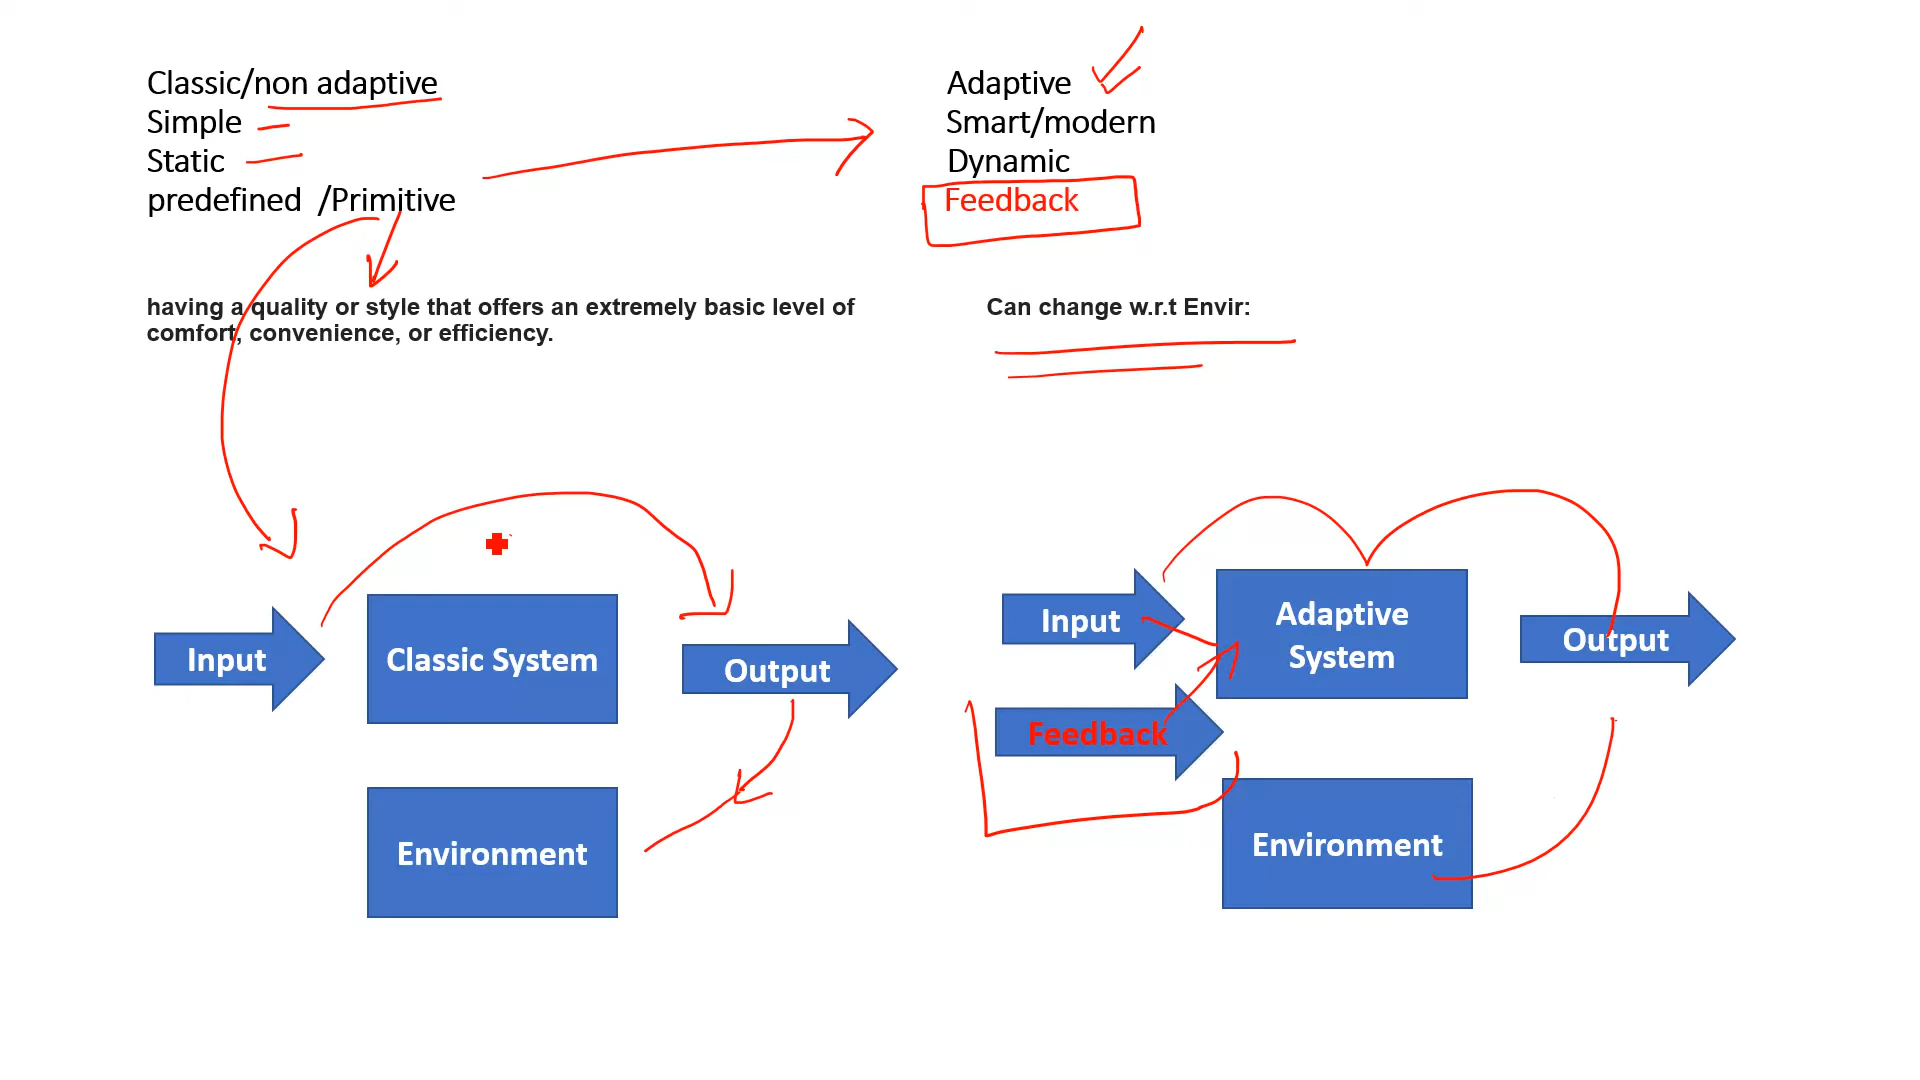 Classic/non adaptive
Simple
Static
predefined /Primitive
having a quality or style that offers an extremely basic level of
comfort, convenience, or efficiency.
Adaptive
Smart/modern
Dynamic
Feedback
Can change w.r.t Envir:
Input
Classic System
Output
Environment
Input
Adaptive
System
Output
Feedback
Environment